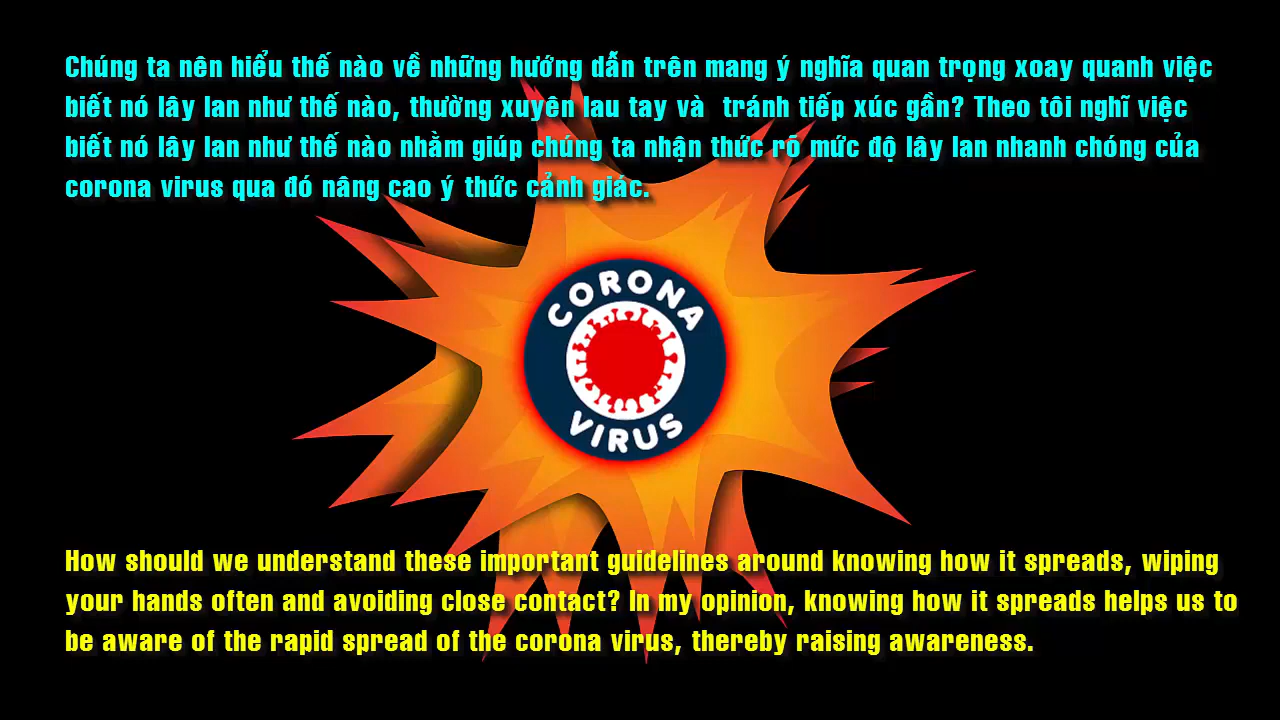 Chúng ta nên hiểu thế nào về những hướng dẫn trên mang ý nghĩa quan trọng xoay quanh việc
biết nó lây lan như thế nào, thường xuyên lau tay và tránh tiếp xúc gần? Theo tôi nghĩ việc
biết nó lây lan như thế nào nhằm giúp chúng ta nhận thức rõ mức độ lây lan nhanh chóng của
corona virus qua đó nâng cao ý thức cảnh giác.
CORONA
VIRUS
How should we understand these important guidelines around knowing how it spreads, wiping
your hands often and avoiding close contact? In my opinion, knowing how it spreads helps us to
be aware of the rapid spread of the corona virus, thereby raising awareness.